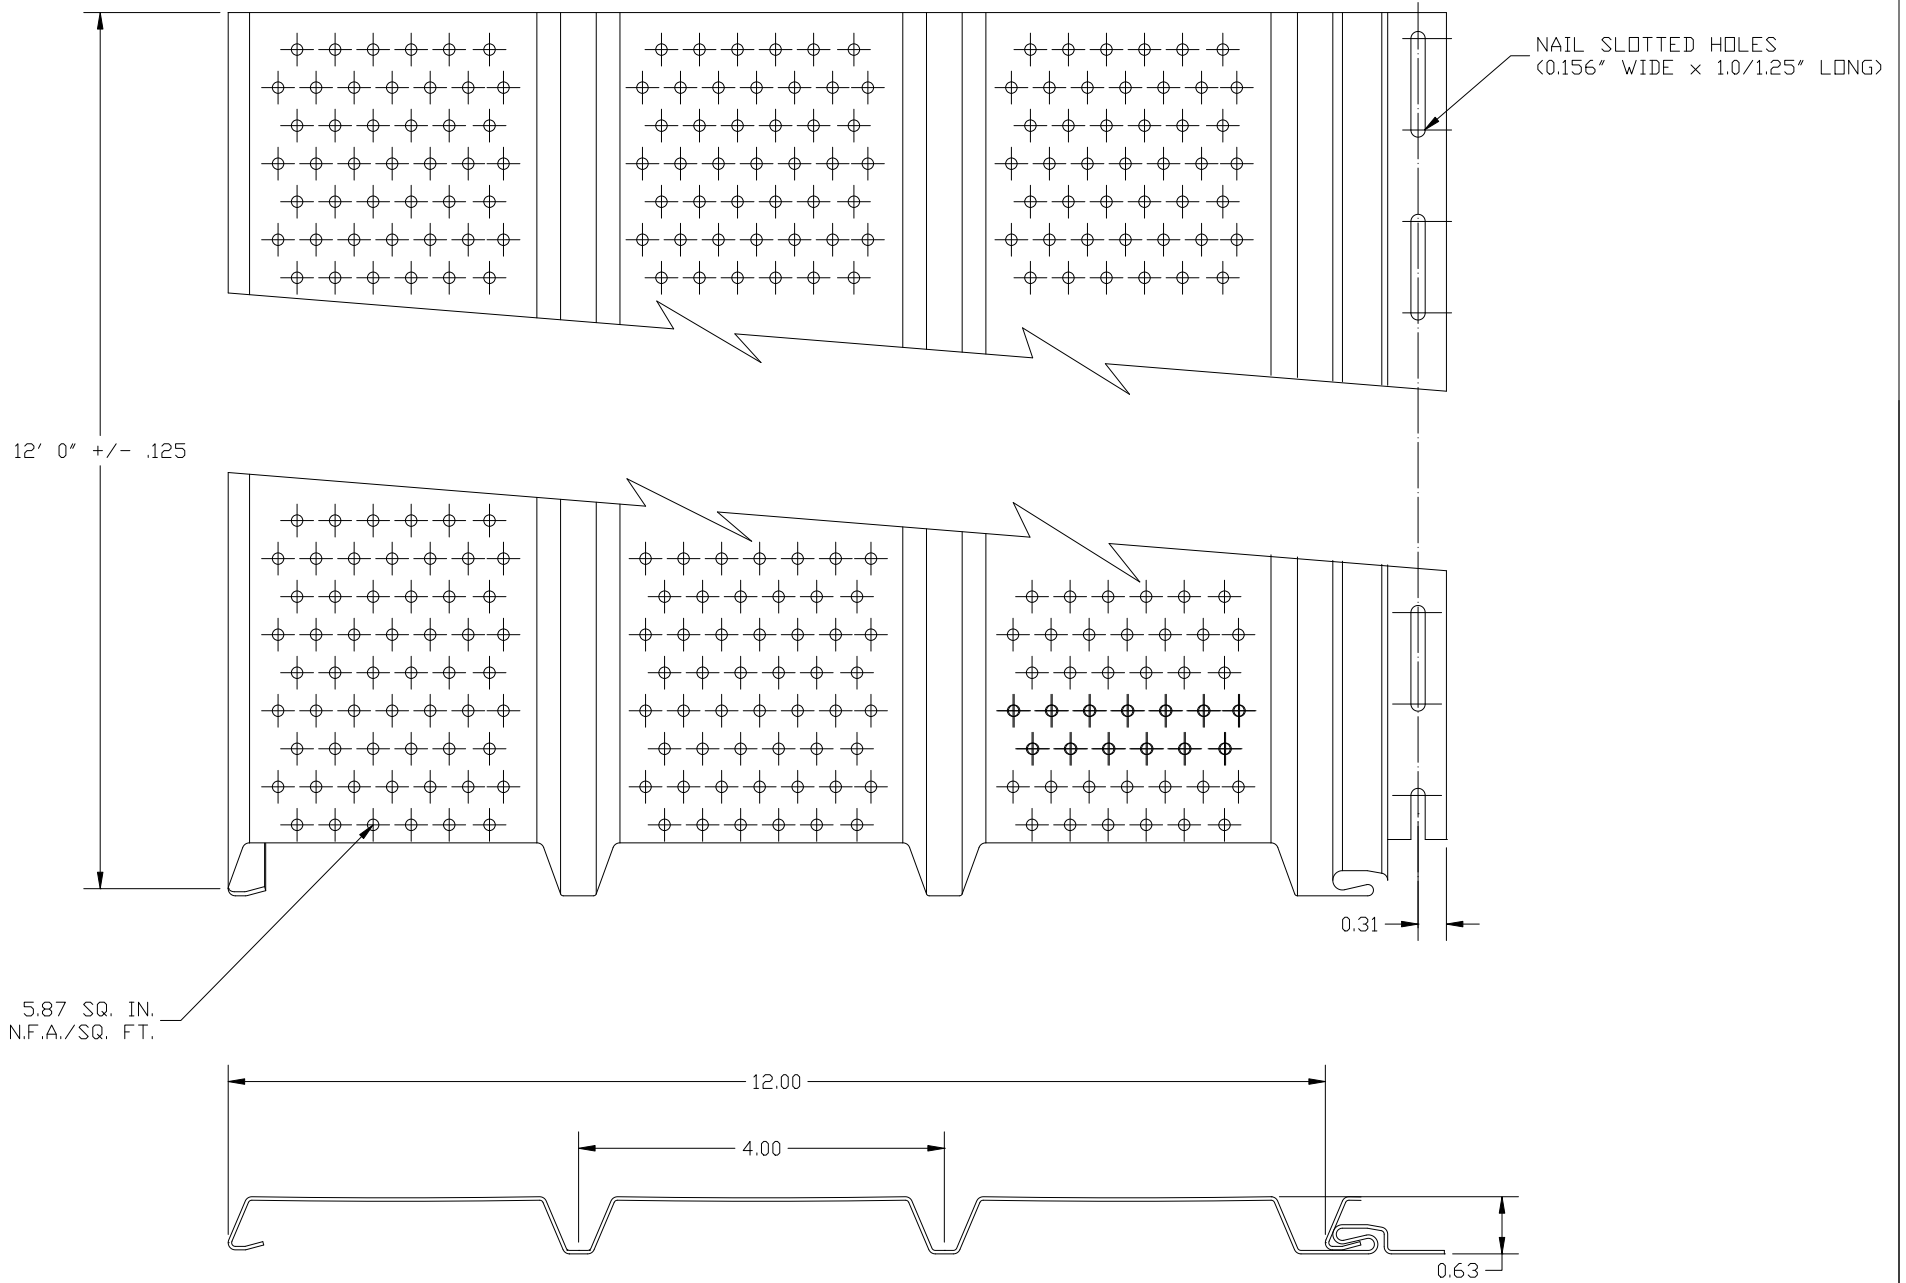 NAIL SLOTTED HOLES
(0.156" WIDE x 1.0/1.25" LONG)
12' 0" +/- .125
0.31
5.87 SQ. IN.
N.F.A./SQ. FT.
12.00
4.00
0.63